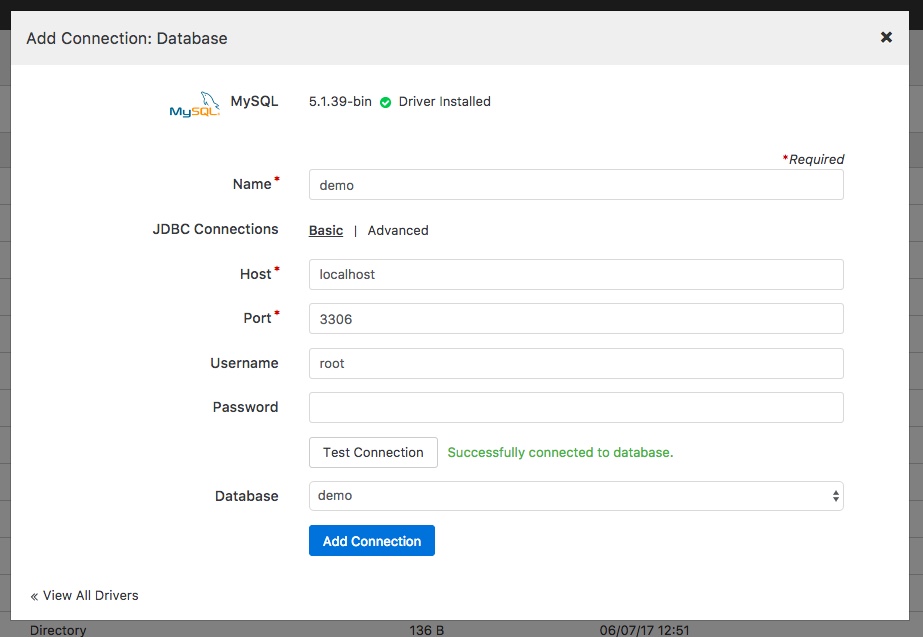 Add Connection: Database ✖
MySQL. MySQL 5.1.39-bin Driver Installed
*Required
Name* demo
JDBC Connections Basic | Advanced
Host* localhost
Port* 3306
Username root
Password
Test Connection Successfully connected to database.
Database demo
Add Connection
« View All Drivers
Directory 136 B 06/07/17 12:51